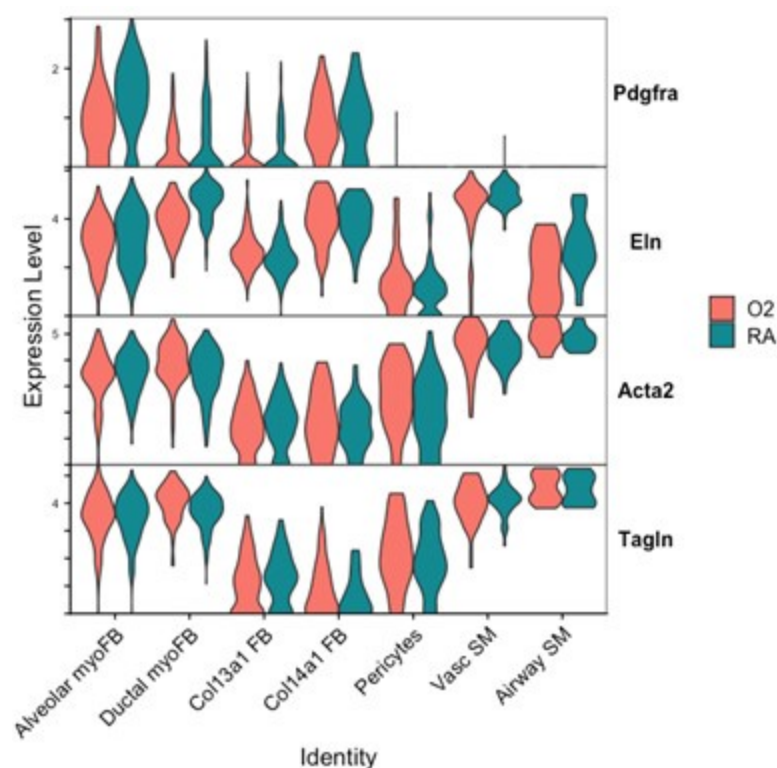 2
Pdgfra
4
Eln
Expression Level
O2
RA
5
Acta2
4
Tagln
Alveolar myoFB
Ductal myoFB
Col13a1 FB
Col14a1 FB
Pericytes
Vasc SM
Airway SM
Identity